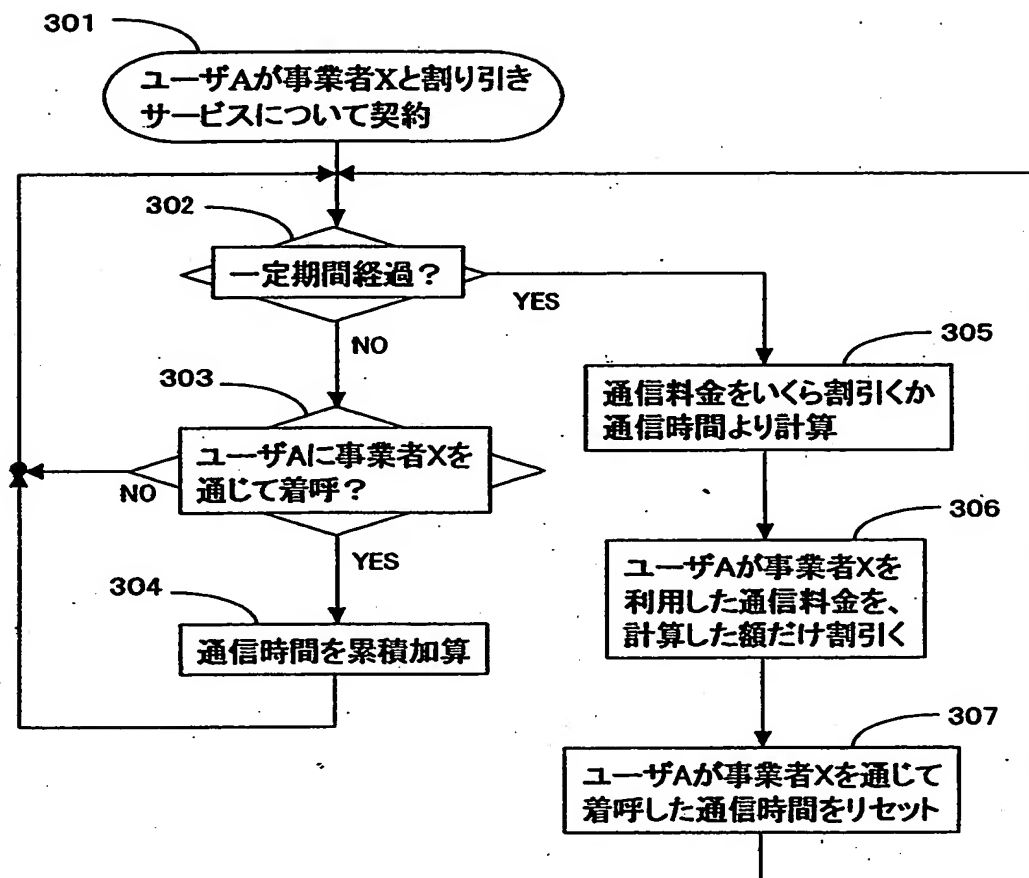 301
ユーザAが事業者Xと割り引き
サービスについて契約
302
一定期間経過？
YES
NO
303
ユーザAに事業者Xを
通じて着呼？
NO
YES
304
通信時間を累積加算
305
通信料金をいくら割引くか
通信時間より計算
306
ユーザAが事業者Xを
利用した通信料金を、
計算した額だけ割引く
307
ユーザAが事業者Xを通じて
着呼した通信時間をリセット